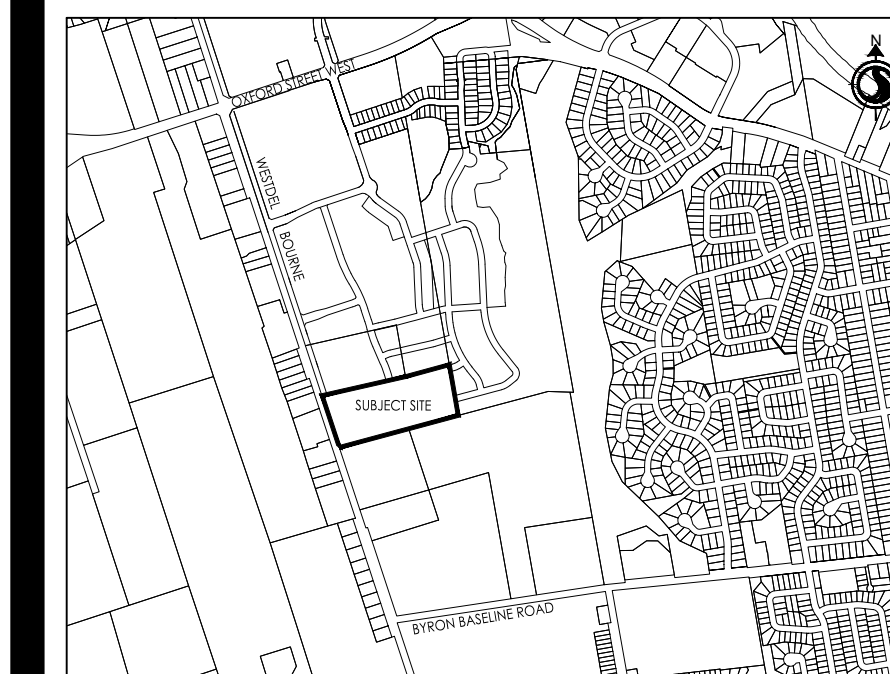 N
OXFORD STREET WEST
WESTDEL
BOURNE
SUBJECT SITE
BYRON BASELINE ROAD